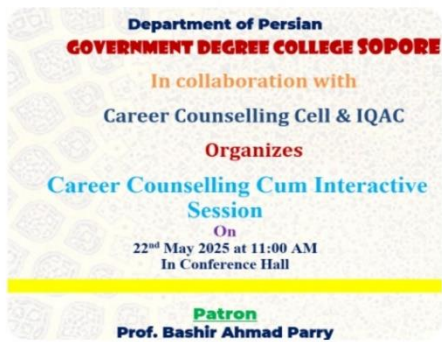 Department of Persian
GOVERNMENT DEGREE COLLEGE SOPORE
In collaboration with
Career Counselling Cell & IQAC
Organizes
Career Counselling Cum Interactive
Session
On
22nd May 2025 at 11:00 AM
In Conference Hall
Patron
Prof. Bashir Ahmad Parry